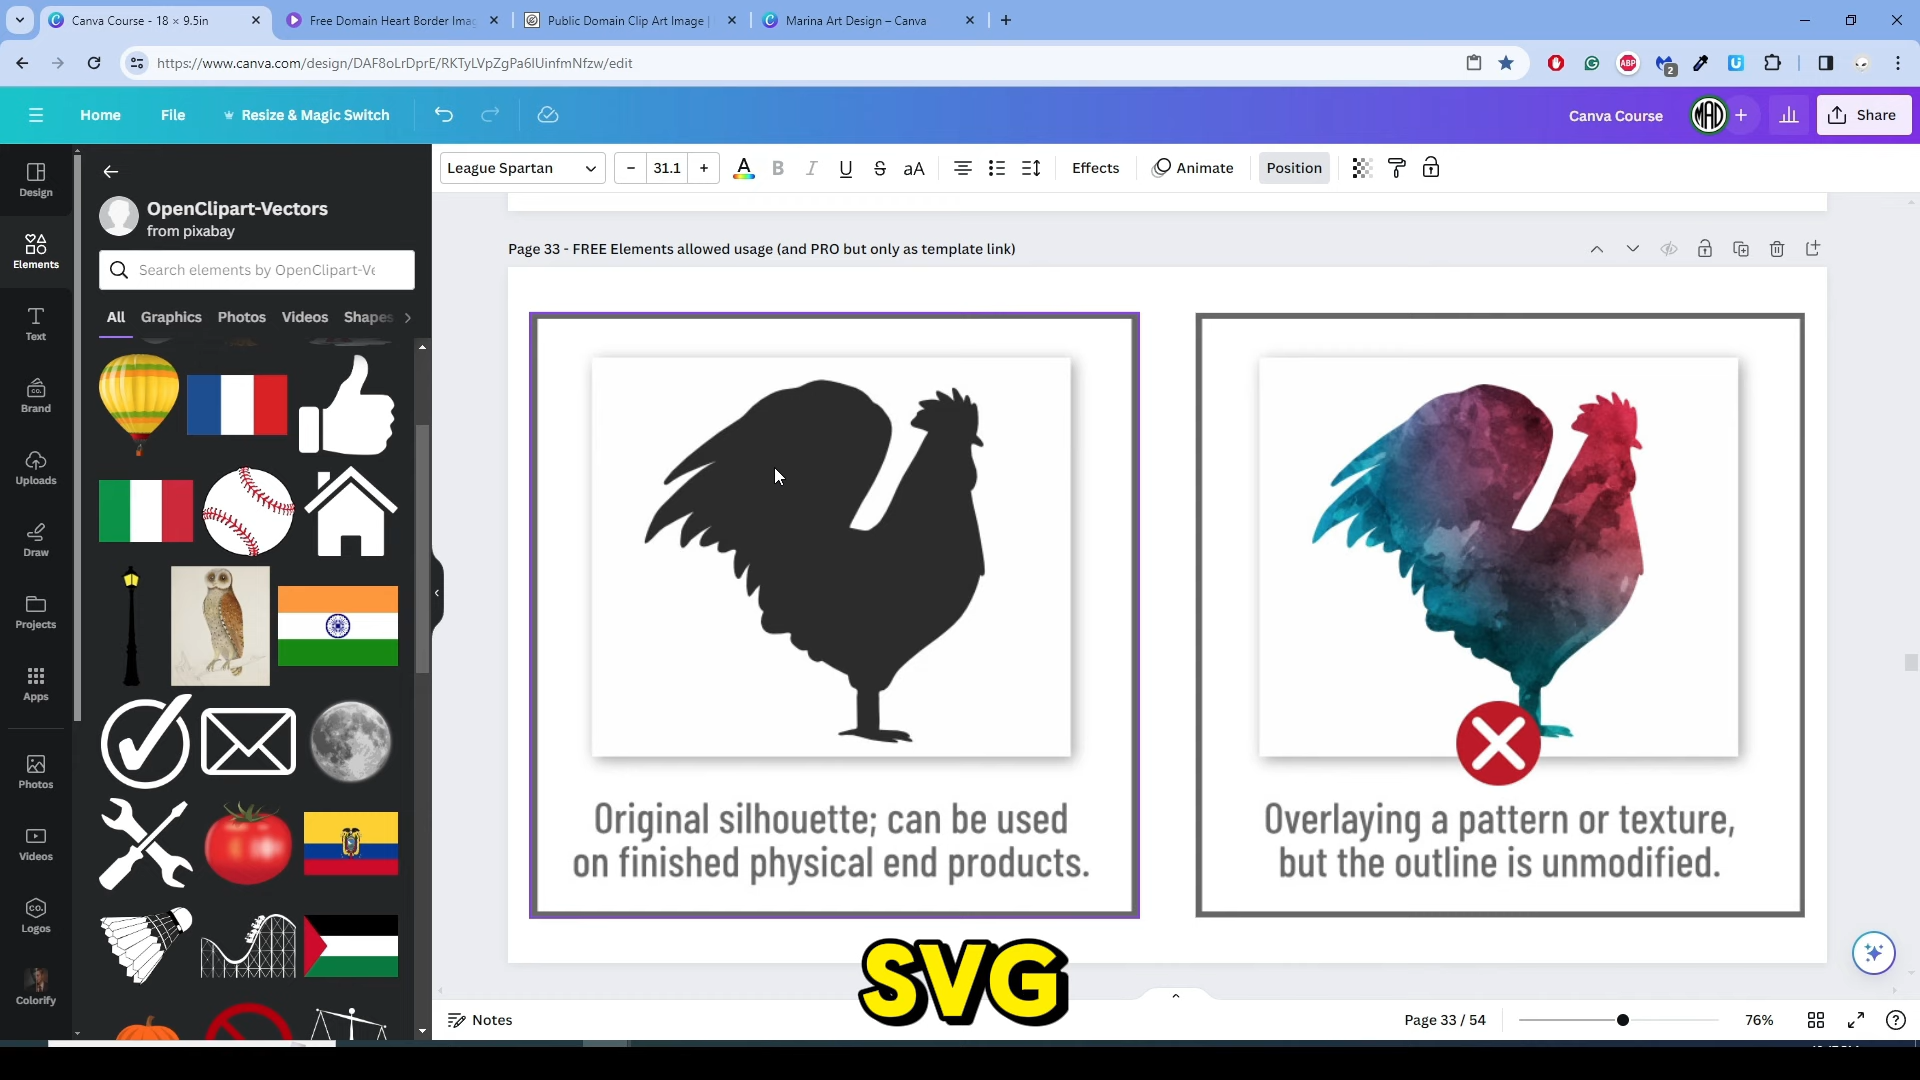 Canva Course - 18 × 9.5in
Free Domain Heart Border Imag
Public Domain Clip Art Image |
Marina Art Design – Canva
https://www.canva.com/design/DAF8oLrDprE/RKTyLVpZgPa6IUinfmNfzw/edit
ABP
2
Home
File
Resize & Magic Switch
Canva Course
MAD
Share
Design
Elements
Text
Brand
Uploads
Draw
Projects
Apps
Photos
Videos
Logos
Colorify
OpenClipart-Vectors
from pixabay
Search elements by OpenClipart-Ve
All Graphics Photos Videos Shapes
League Spartan
31.1
A B I U S aA
Effects
Animate
Position
Page 33 - FREE Elements allowed usage (and PRO but only as template link)
Original silhouette; can be used
on finished physical end products.
Overlaying a pattern or texture,
but the outline is unmodified.
SVG
Notes
Page 33 / 54
76%